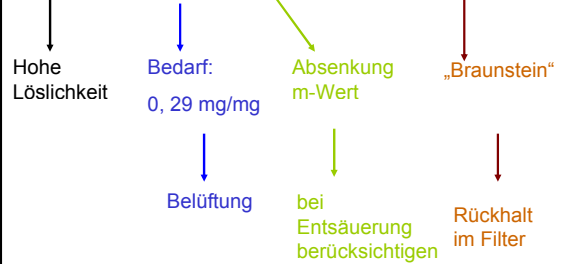 Hohe
Löslichkeit
Bedarf:
0, 29 mg/mg
Absenkung
m-Wert
„Braunstein“
Belüftung
bei
Entsäuerung
berücksichtigen
Rückhalt
im Filter